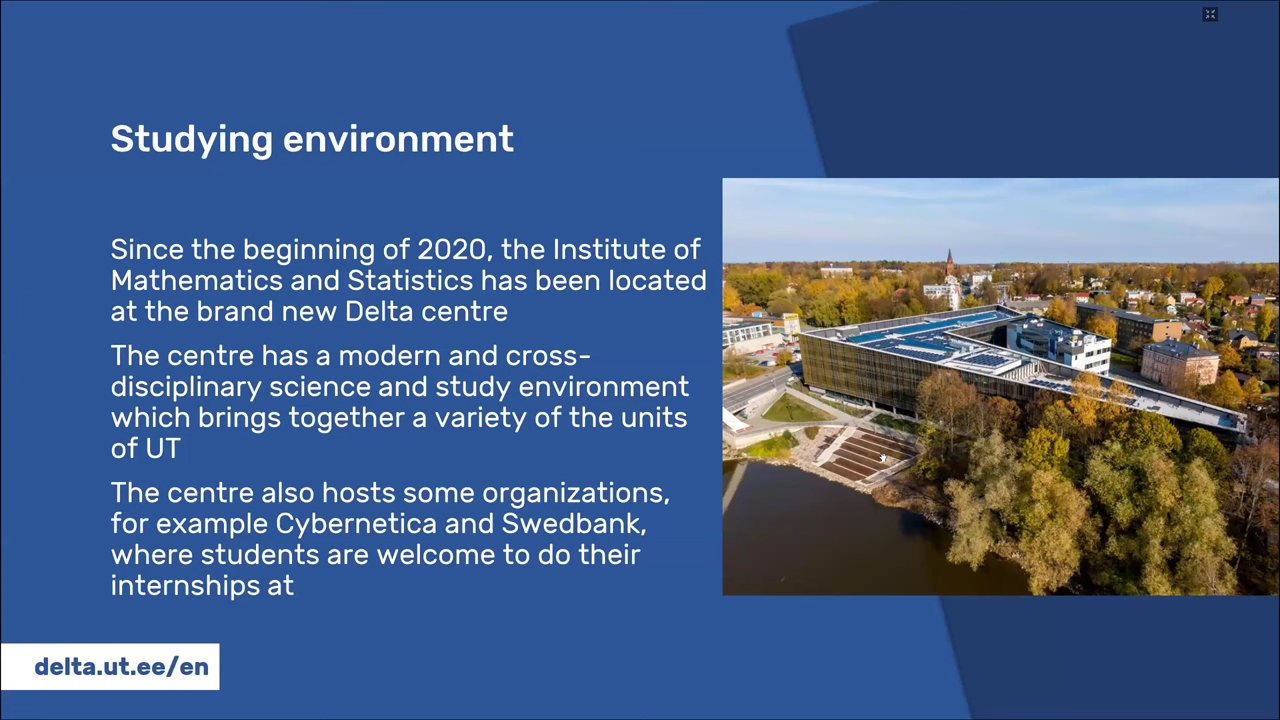 Studying environment
Since the beginning of 2020, the Institute of
Mathematics and Statistics has been located
at the brand new Delta centre
The centre has a modern and cross-
disciplinary science and study environment
which brings together a variety of the units
of UT
The centre also hosts some organizations,
for example Cybernetica and Swedbank,
where students are welcome to do their
internships at
delta.ut.ee/en